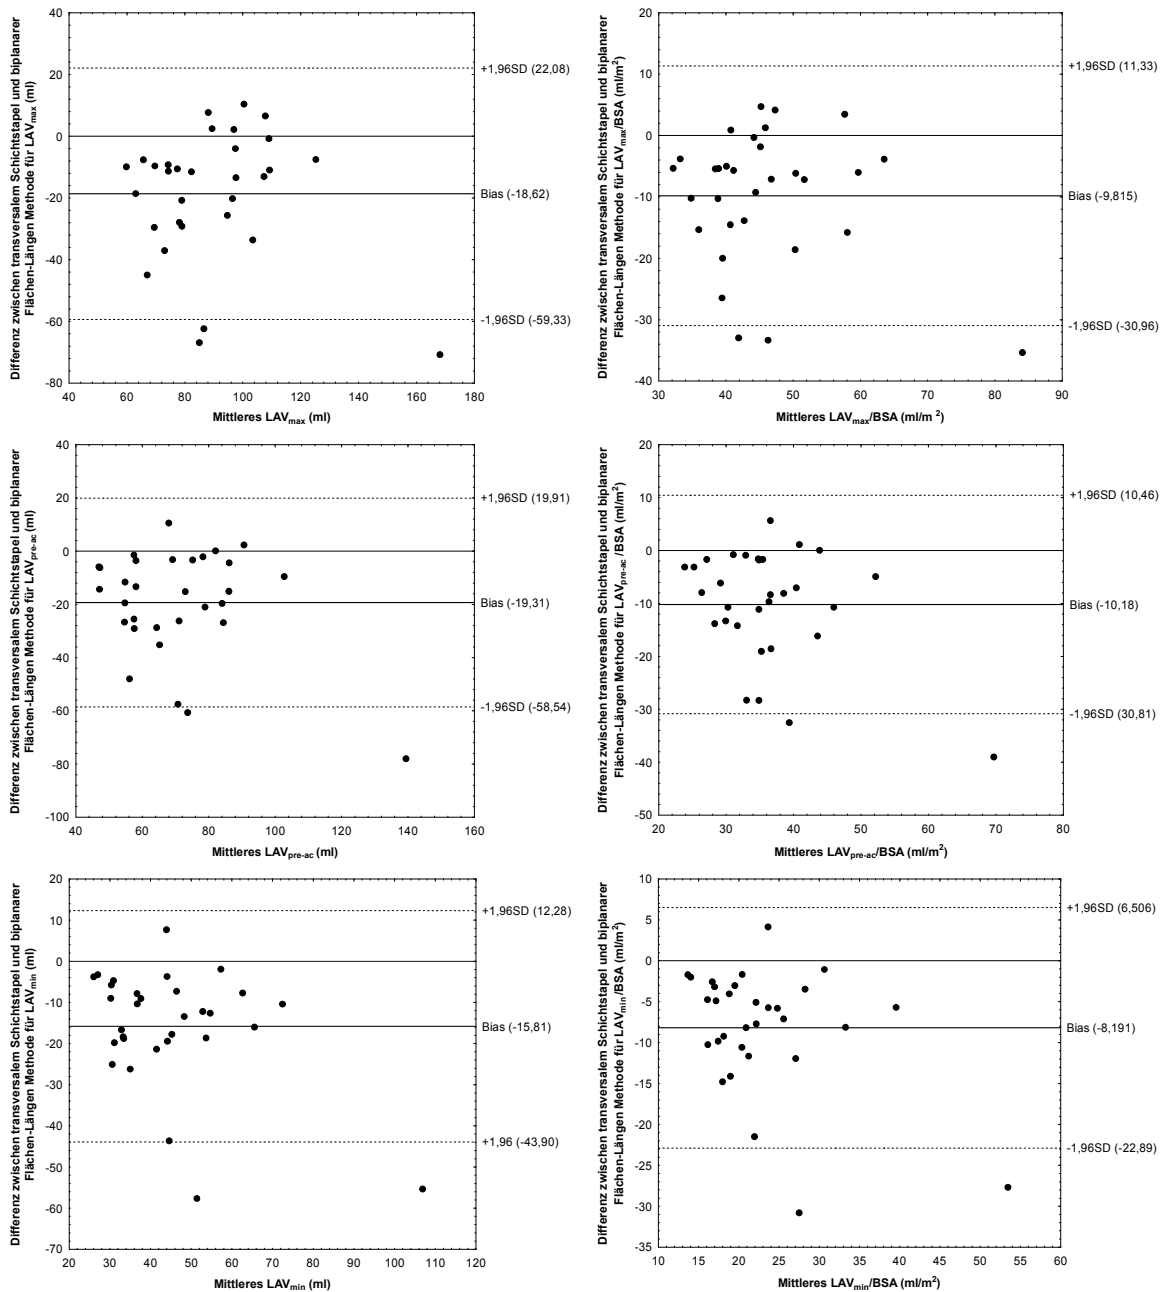 Differenz zwischen transversalem Schichtstapel und biplanarer
Flächen-Längen Methode für LAVmax (ml)
40
20
0
-20
-40
-60
-80
40 60 80 100 120 140 160 180
Mittleres LAVmax (ml)
+1,96SD (22,08)
Bias (-18,62)
-1,96SD (-59,33)
Differenz zwischen transversalem Schichtstapel und biplanarer
Flächen-Längen Methode für LAVmax/BSA (ml/m²)
20
10
0
-10
-20
-30
-40
30 40 50 60 70 80 90
Mittleres LAVmax/BSA (ml/m²)
+1,96SD (11,33)
Bias (-9,815)
-1,96SD (-30,96)
Differenz zwischen transversalem Schichtstapel und biplanarer
Flächen-Längen Methode für LAVpre-ac (ml)
40
20
0
-20
-40
-60
-80
-100
40 60 80 100 120 140 160
Mittleres LAVpre-ac (ml)
+1,96SD (19,91)
Bias (-19,31)
-1,96SD (-58,54)
Differenz zwischen transversalem Schichtstapel und biplanarer
Flächen-Längen Methode für LAVpre-ac/BSA (ml/m²)
20
10
0
-10
-20
-30
-40
-50
20 30 40 50 60 70 80
Mittleres LAVpre-ac/BSA (ml/m²)
+1,96SD (10,46)
Bias (-10,18)
-1,96SD (30,81)
Differenz zwischen transversalem Schichtstapel und biplanarer
Flächen-Längen Methode für LAVmin (ml)
20
10
0
-10
-20
-30
-40
-50
-60
-70
20 30 40 50 60 70 80 90 100 110 120
Mittleres LAVmin (ml)
+1,96SD (12,28)
Bias (-15,81)
+1,96 (-43,90)
Differenz zwischen transversalem Schichtstapel und biplanarer
Flächen-Längen Methode für LAVmin/BSA (ml/m²)
10
5
0
-5
-10
-15
-20
-25
-30
-35
10 15 20 25 30 35 40 45 50 55 60
Mittleres LAVmin/BSA (ml/m²)
+1,96SD (6,506)
Bias (-8,191)
-1,96SD (-22,89)